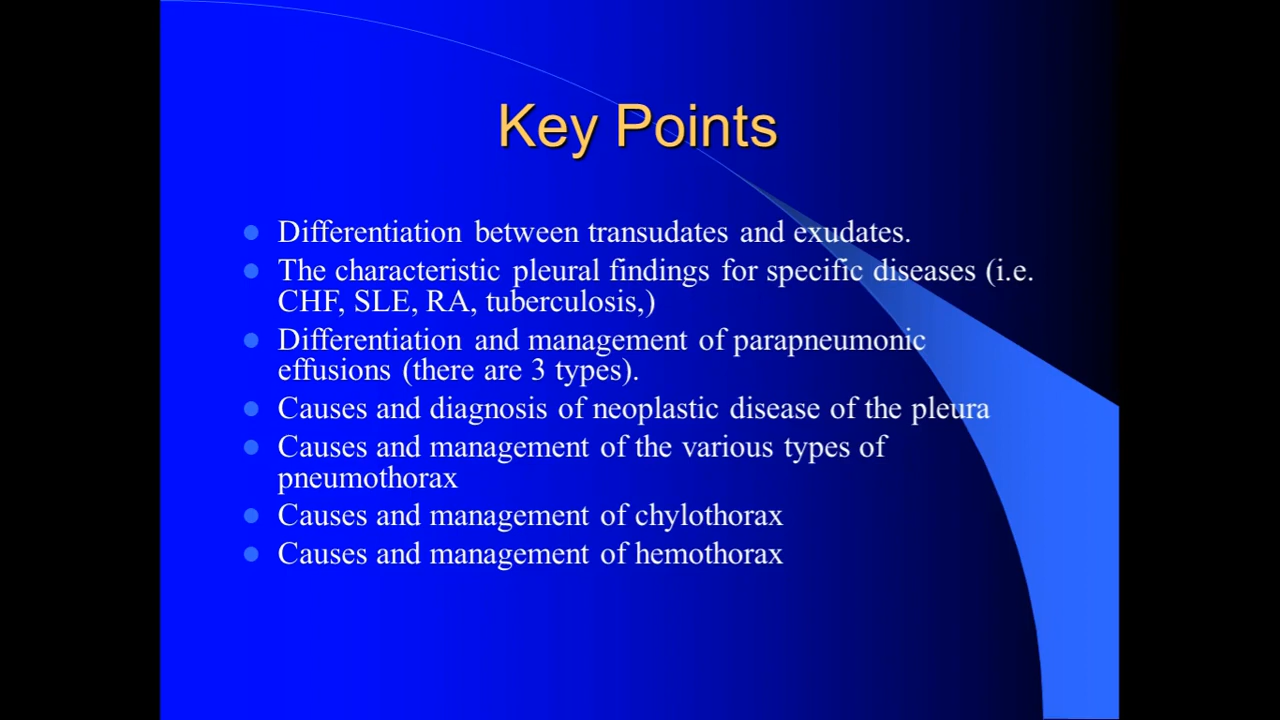 Key Points
Differentiation between transudates and exudates.
The characteristic pleural findings for specific diseases (i.e.
CHF, SLE, RA, tuberculosis,)
Differentiation and management of parapneumonic
effusions (there are 3 types).
Causes and diagnosis of neoplastic disease of the pleura
Causes and management of the various types of
pneumothorax
Causes and management of chylothorax
Causes and management of hemothorax